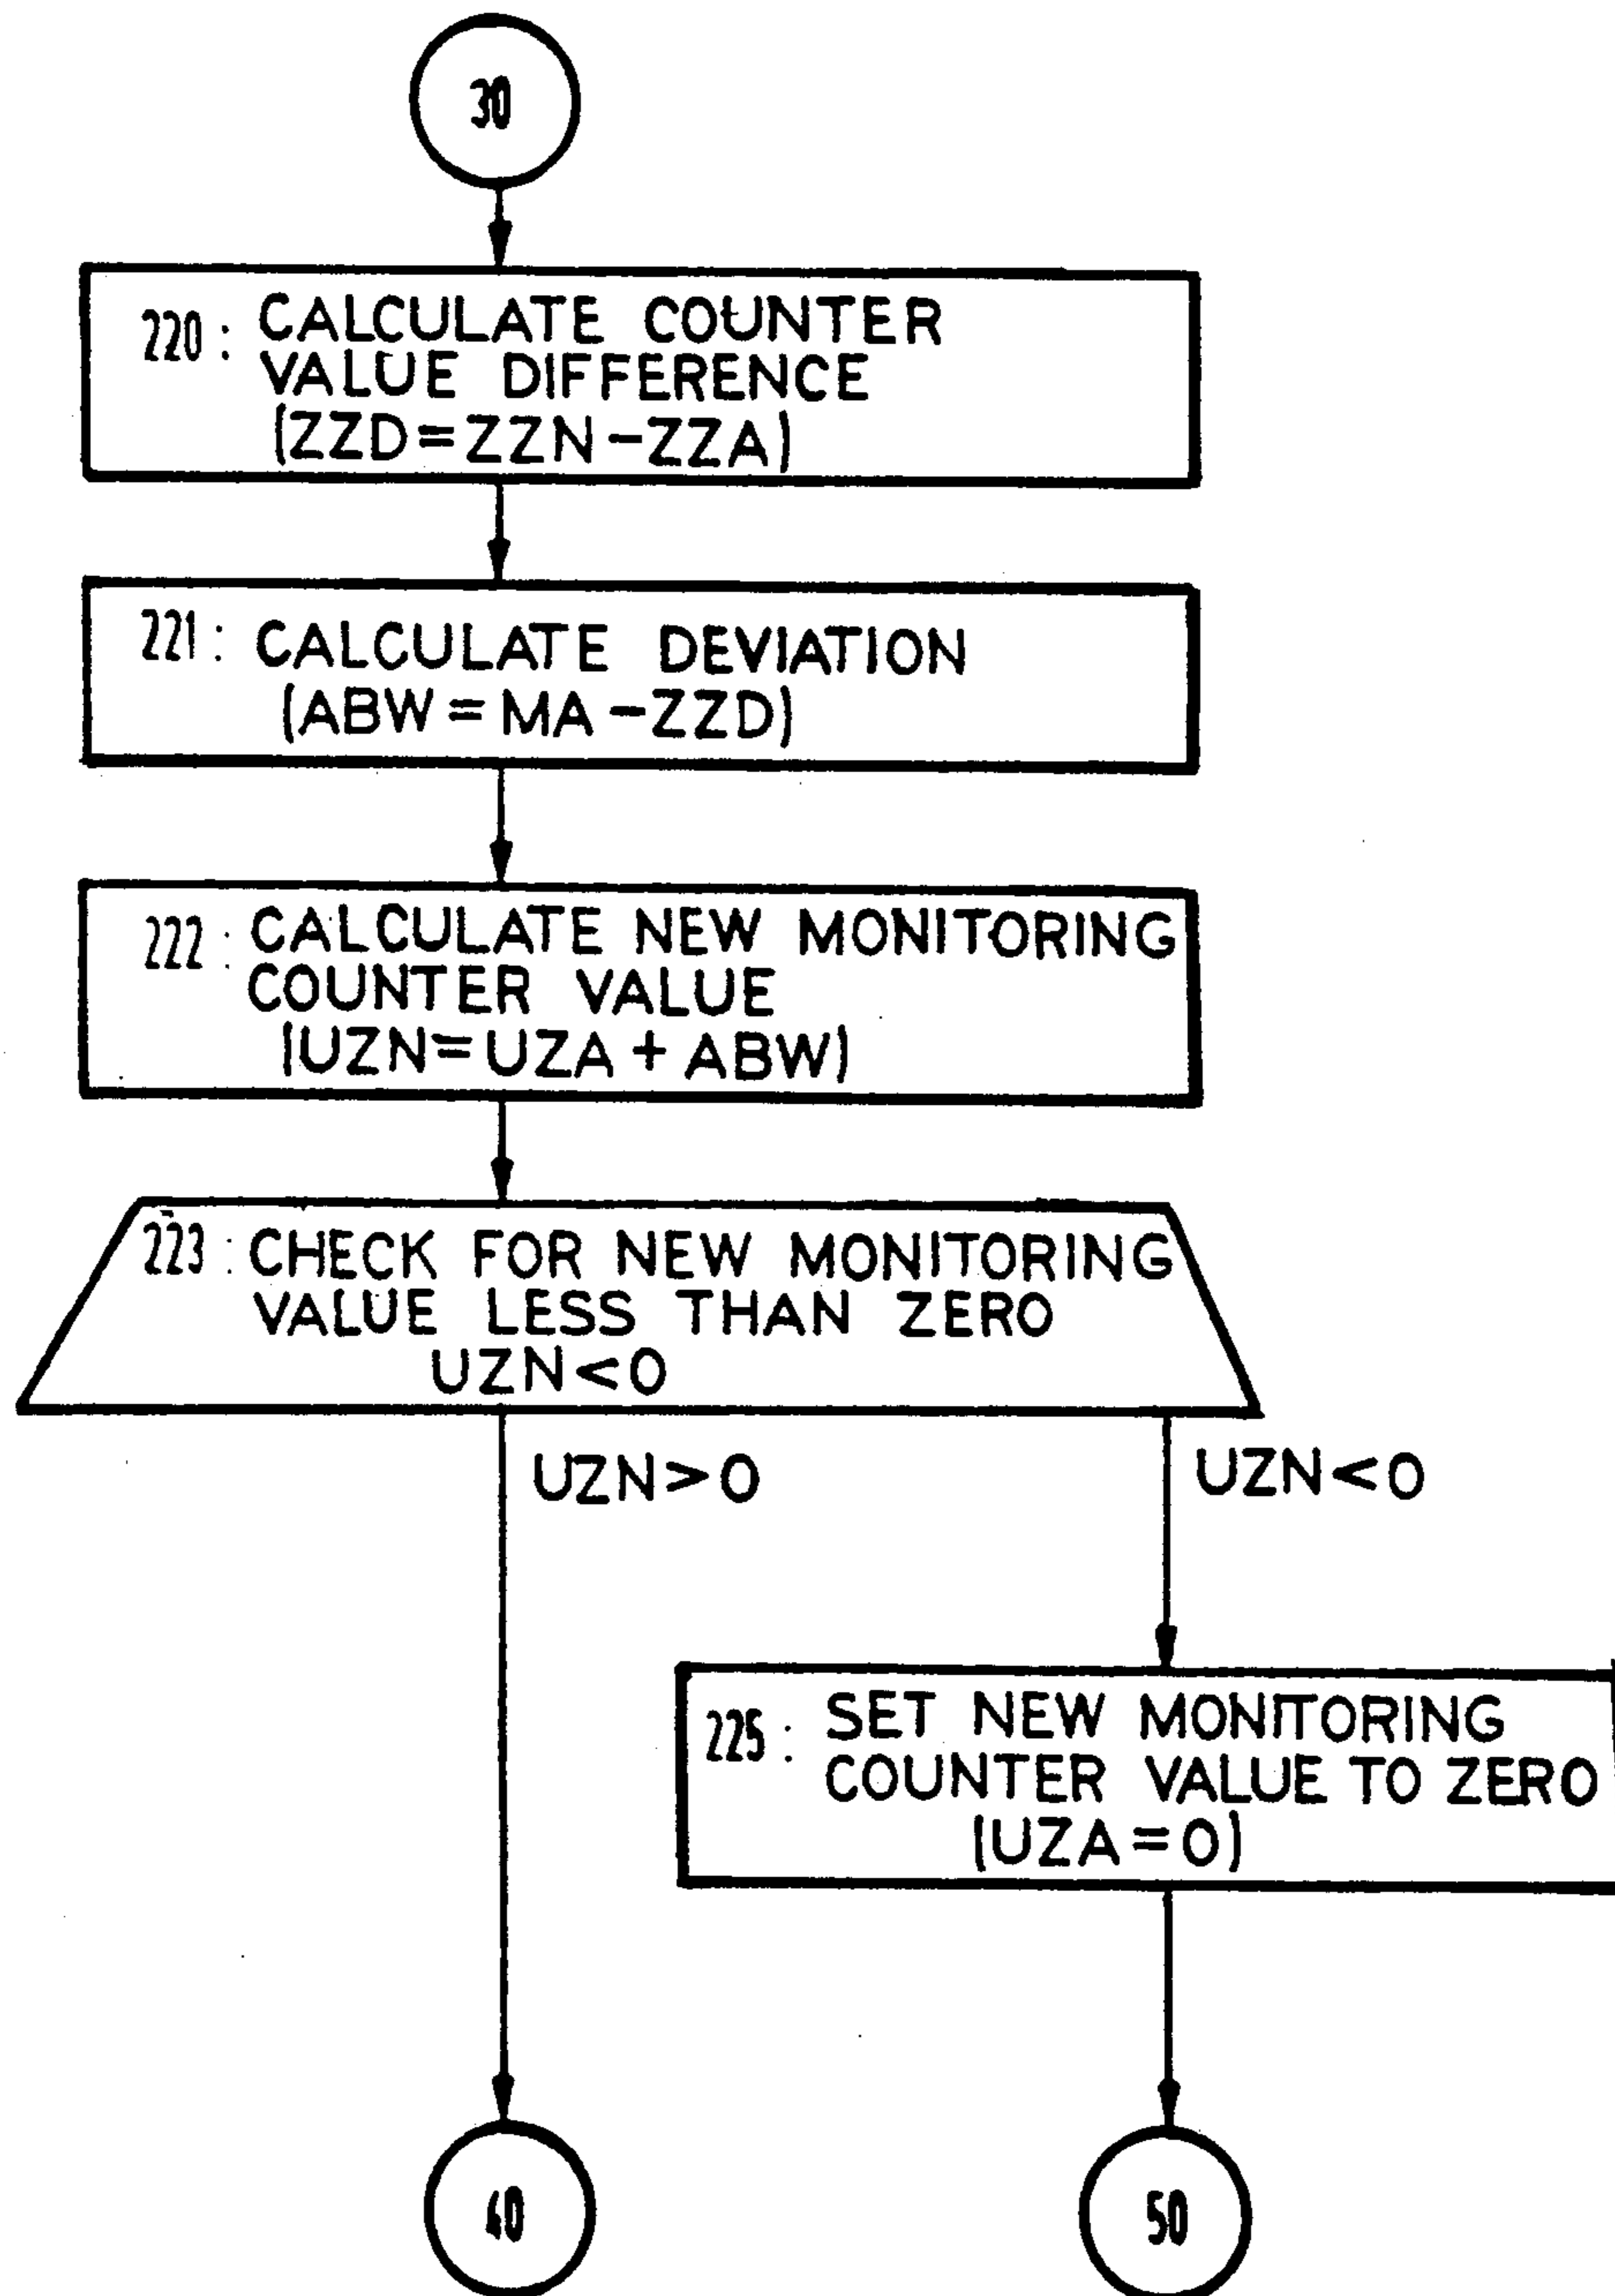 30
220: CALCULATE COUNTER
VALUE DIFFERENCE
(ZZD=ZZN-ZZA)
221: CALCULATE DEVIATION
(ABW=MA-ZZD)
222: CALCULATE NEW MONITORING
COUNTER VALUE
(UZN=UZA+ABW)
223: CHECK FOR NEW MONITORING
VALUE LESS THAN ZERO
UZN<0
UZN>0
UZN<0
225: SET NEW MONITORING
COUNTER VALUE TO ZERO
(UZA=0)
40
50